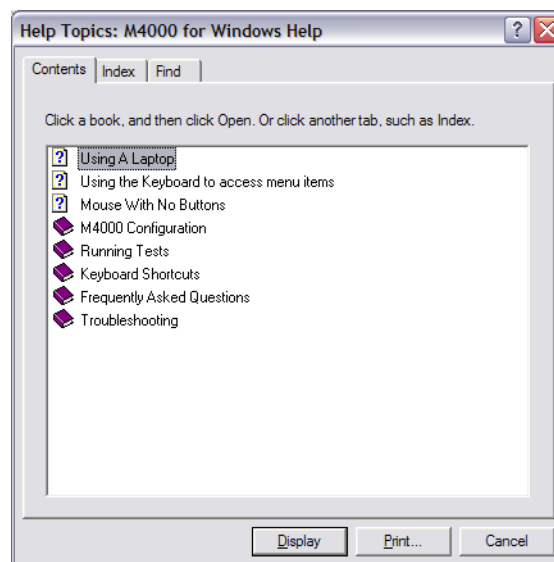 Help Topics: M4000 for Windows Help
Contents Index Find
Click a book, and then click Open. Or click another tab, such as Index.
Using A Laptop
Using the Keyboard to access menu items
Mouse With No Buttons
M4000 Configuration
Running Tests
Keyboard Shortcuts
Frequently Asked Questions
Troubleshooting
Display Print... Cancel